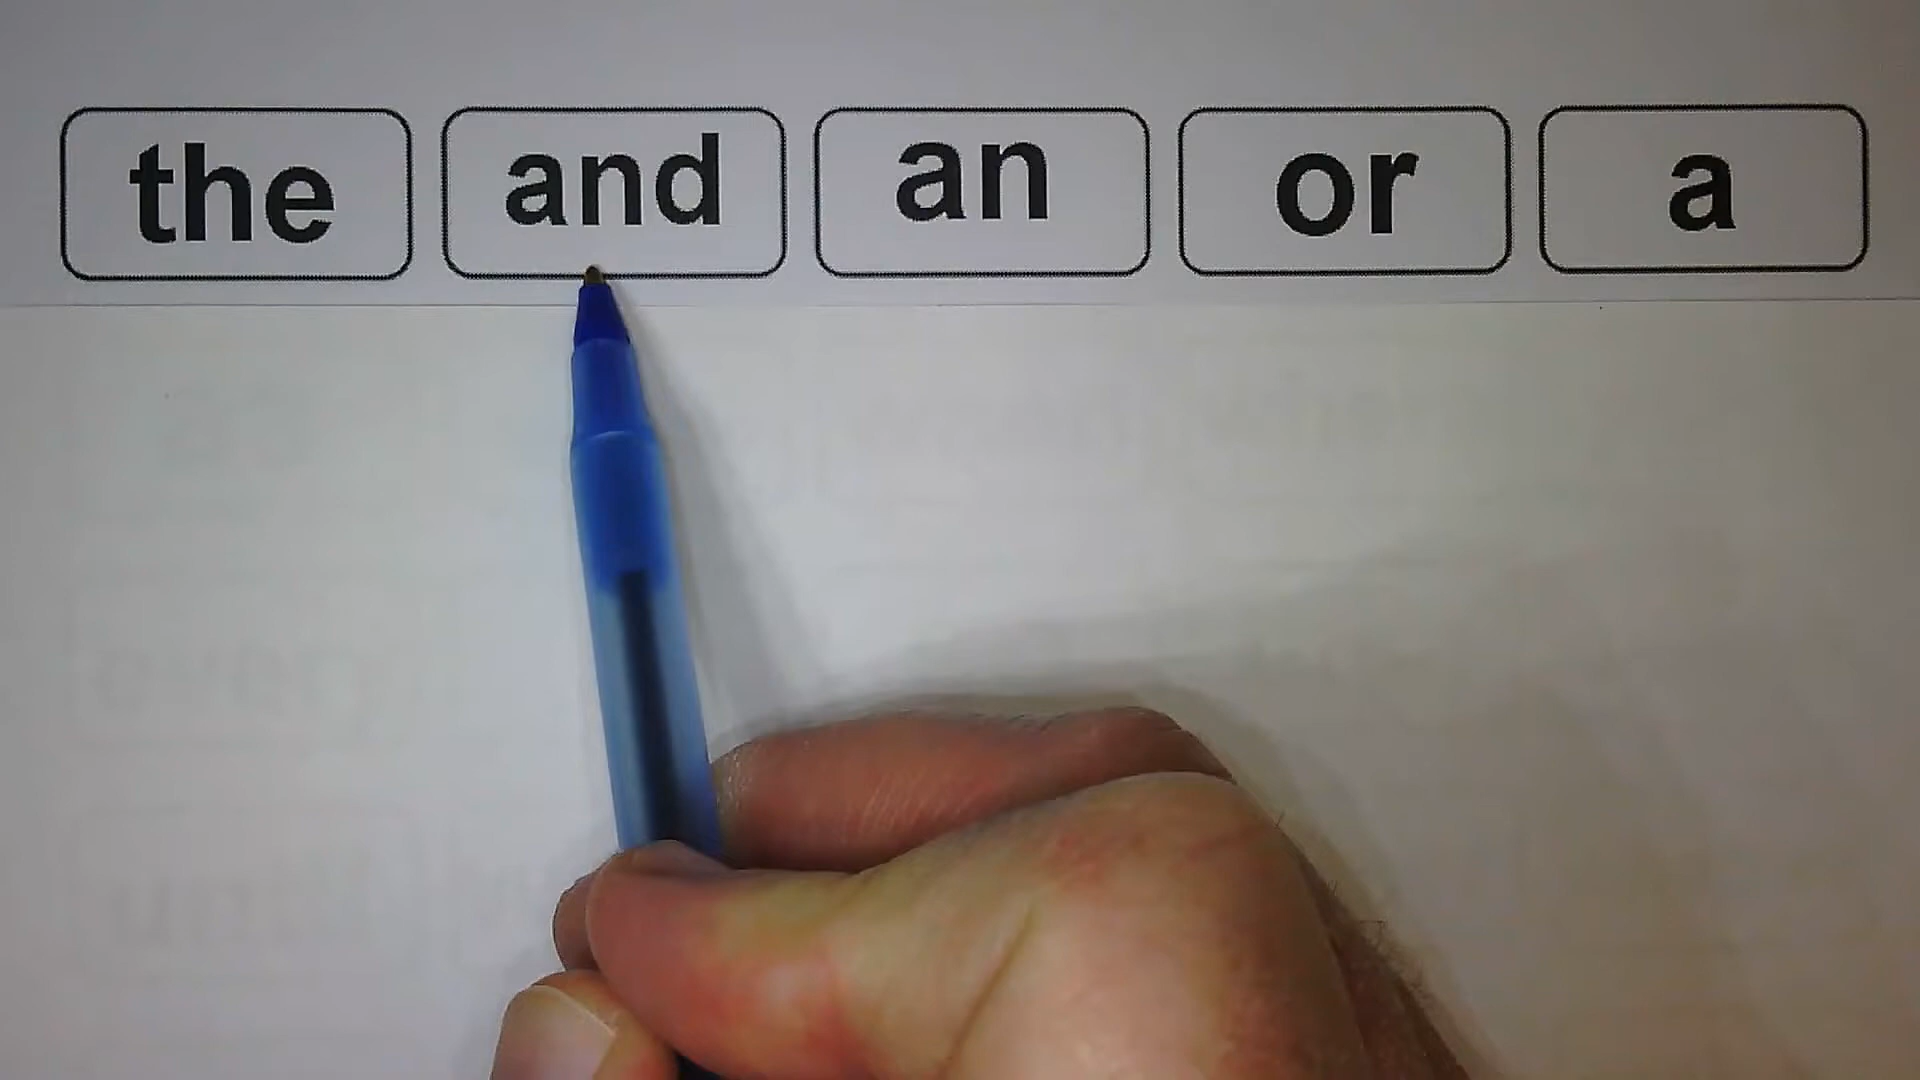 the and an or a